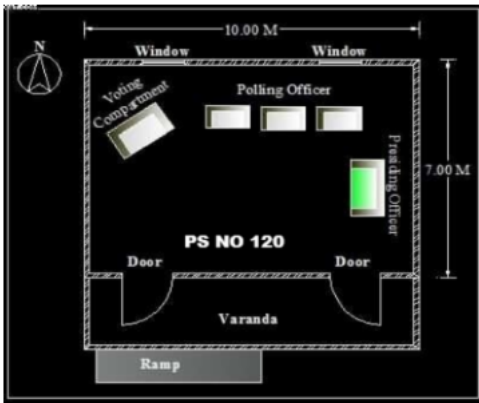 10.00 M
N
Window
Window
Voting
Compartment
Polling Officer
Presiding Officer
7.00 M
PS NO 120
Door
Door
Varanda
Ramp